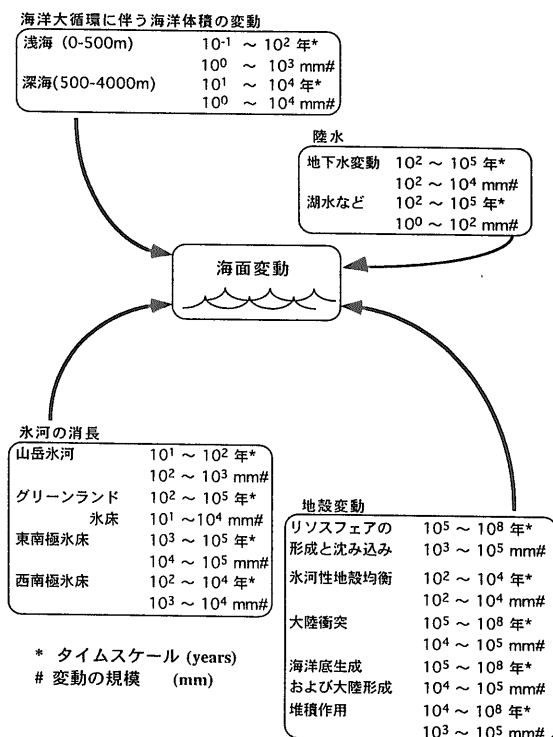 海洋大循環に伴う海洋体積の変動
浅海 (0-500m) 10⁻¹ ～ 10² 年*
10⁰ ～ 10³ mm#
深海(500-4000m) 10¹ ～ 10⁴ 年*
10⁰ ～ 10⁴ mm#
陸水
地下水変動 10² ～ 10⁵ 年*
10² ～ 10⁴ mm#
湖水など 10² ～ 10⁵ 年*
10⁰ ～ 10² mm#
海面変動
氷河の消長
山岳氷河 10¹ ～ 10² 年*
10² ～ 10³ mm#
グリーンランド 10² ～ 10⁵ 年*
氷床 10¹ ～10⁴ mm#
東南極氷床 10³ ～ 10⁵ 年*
10⁴ ～ 10⁵ mm#
西南極氷床 10² ～ 10⁴ 年*
10³ ～ 10⁴ mm#
地殻変動
リソスフェアの 10⁵ ～ 10⁸ 年*
形成と沈み込み 10³ ～ 10⁵ mm#
氷河性地殻均衡 10² ～ 10⁴ 年*
10² ～ 10⁴ mm#
大陸衝突 10⁵ ～ 10⁸ 年*
10⁴ ～ 10⁵ mm#
海洋底生成 10⁵ ～ 10⁸ 年*
および大陸形成 10⁴ ～ 10⁵ mm#
堆積作用 10⁴ ～ 10⁸ 年*
10³ ～ 10⁵ mm#
* タイムスケール (years)
# 変動の規模 (mm)